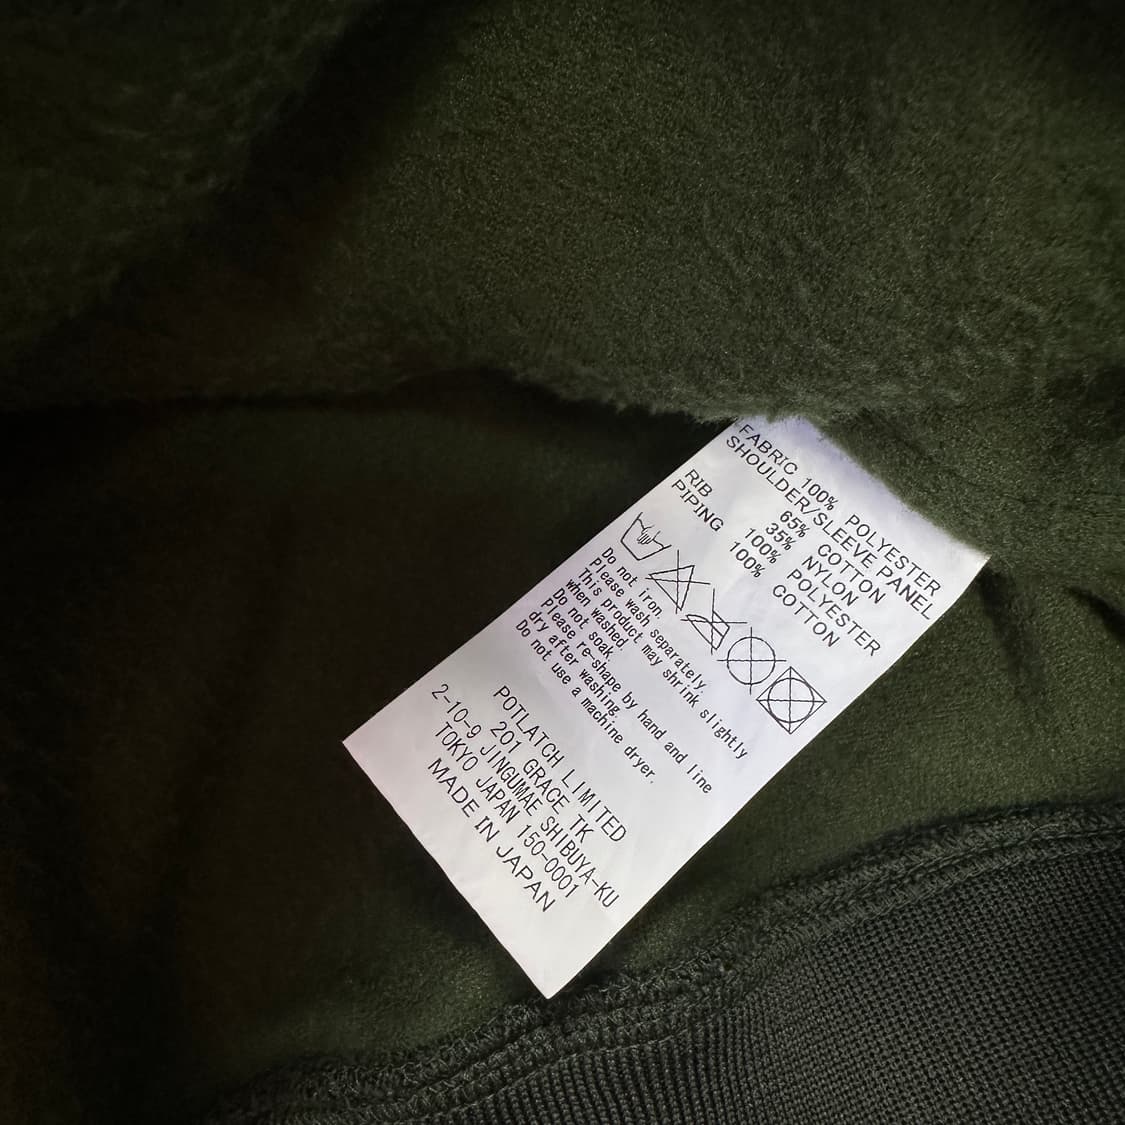 FABRIC 100% POLYESTER
SHOULDER/SLEEVE PANEL
65% COTTON
35% NYLON
RIB 100% POLYESTER
PIPING 100% COTTON
Do not iron.
Please wash separately.
This product may shrink slightly
when washed.
Do not soak.
Please re-shape by hand and line
dry after washing.
Do not use a machine dryer.
POTLATCH LIMITED
201 GRACE TK
2-10-9 JINGUMAE SHIBUYA-KU
TOKYO JAPAN 150-0001
MADE IN JAPAN